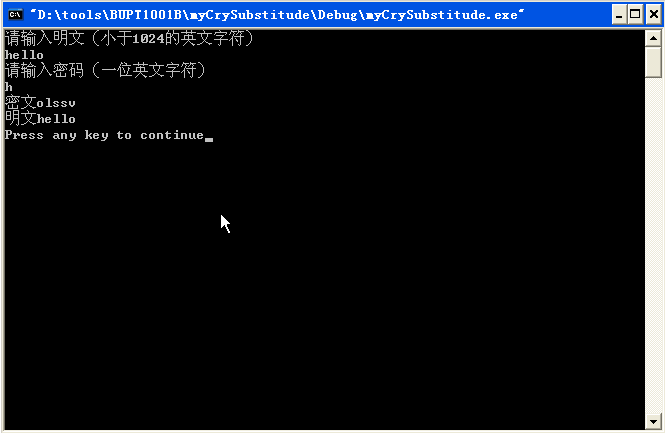 "D:\tools\BUPT1001B\myCrySubstitude\Debug\myCrySubstitude.exe"
请输入明文（小于1024的英文字符）
hello
请输入密码（一位英文字符）
h
密文olssv
明文hello
Press any key to continue